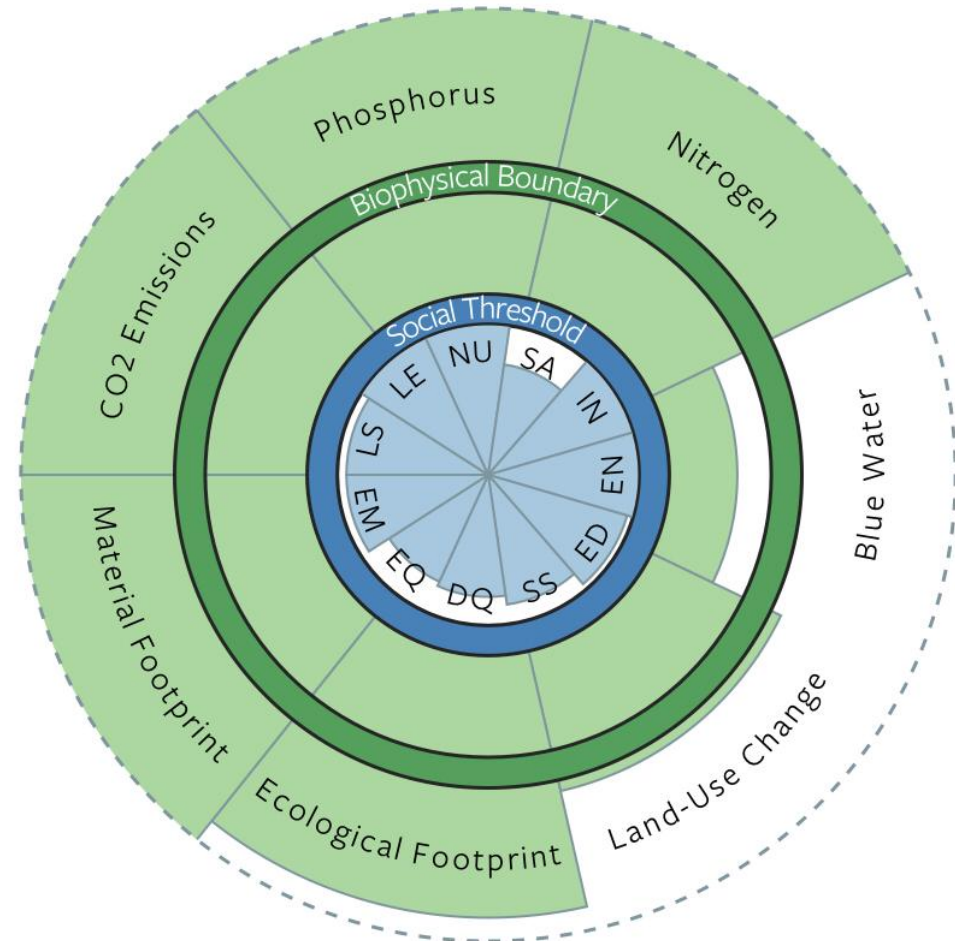 Phosphorus
Nitrogen
Blue Water
Land-Use Change
Ecological Footprint
Material Footprint
CO2 Emissions
Biophysical Boundary
Social Threshold
NU
SA
IN
EN
ED
SS
DQ
EQ
EM
LS
LE